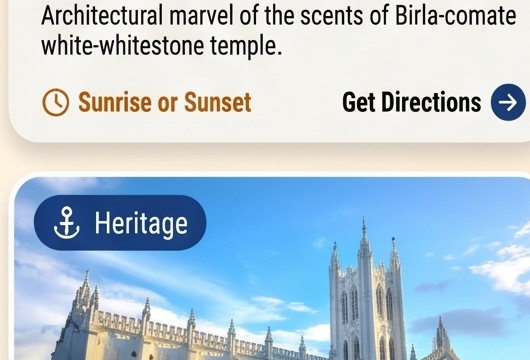 Architectural marvel of the scents of Birla-comate
white-whitestone temple.
Sunrise or Sunset
Get Directions
Heritage